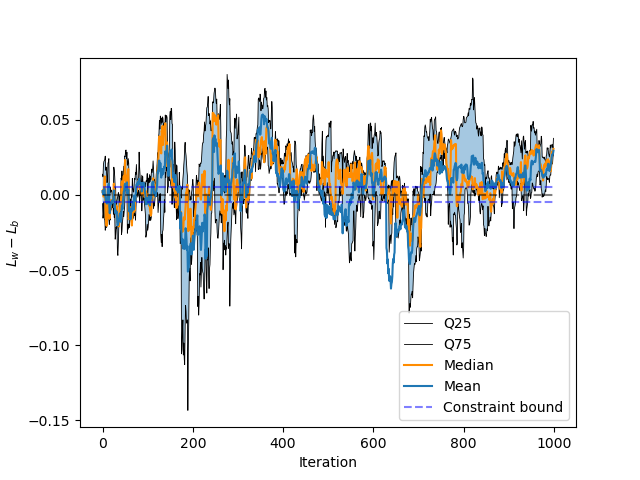 0.05
0.00
−0.05
−0.10
−0.15
L_w − L_b
0 200 400 600 800 1000
Iteration
Q25
Q75
Median
Mean
Constraint bound